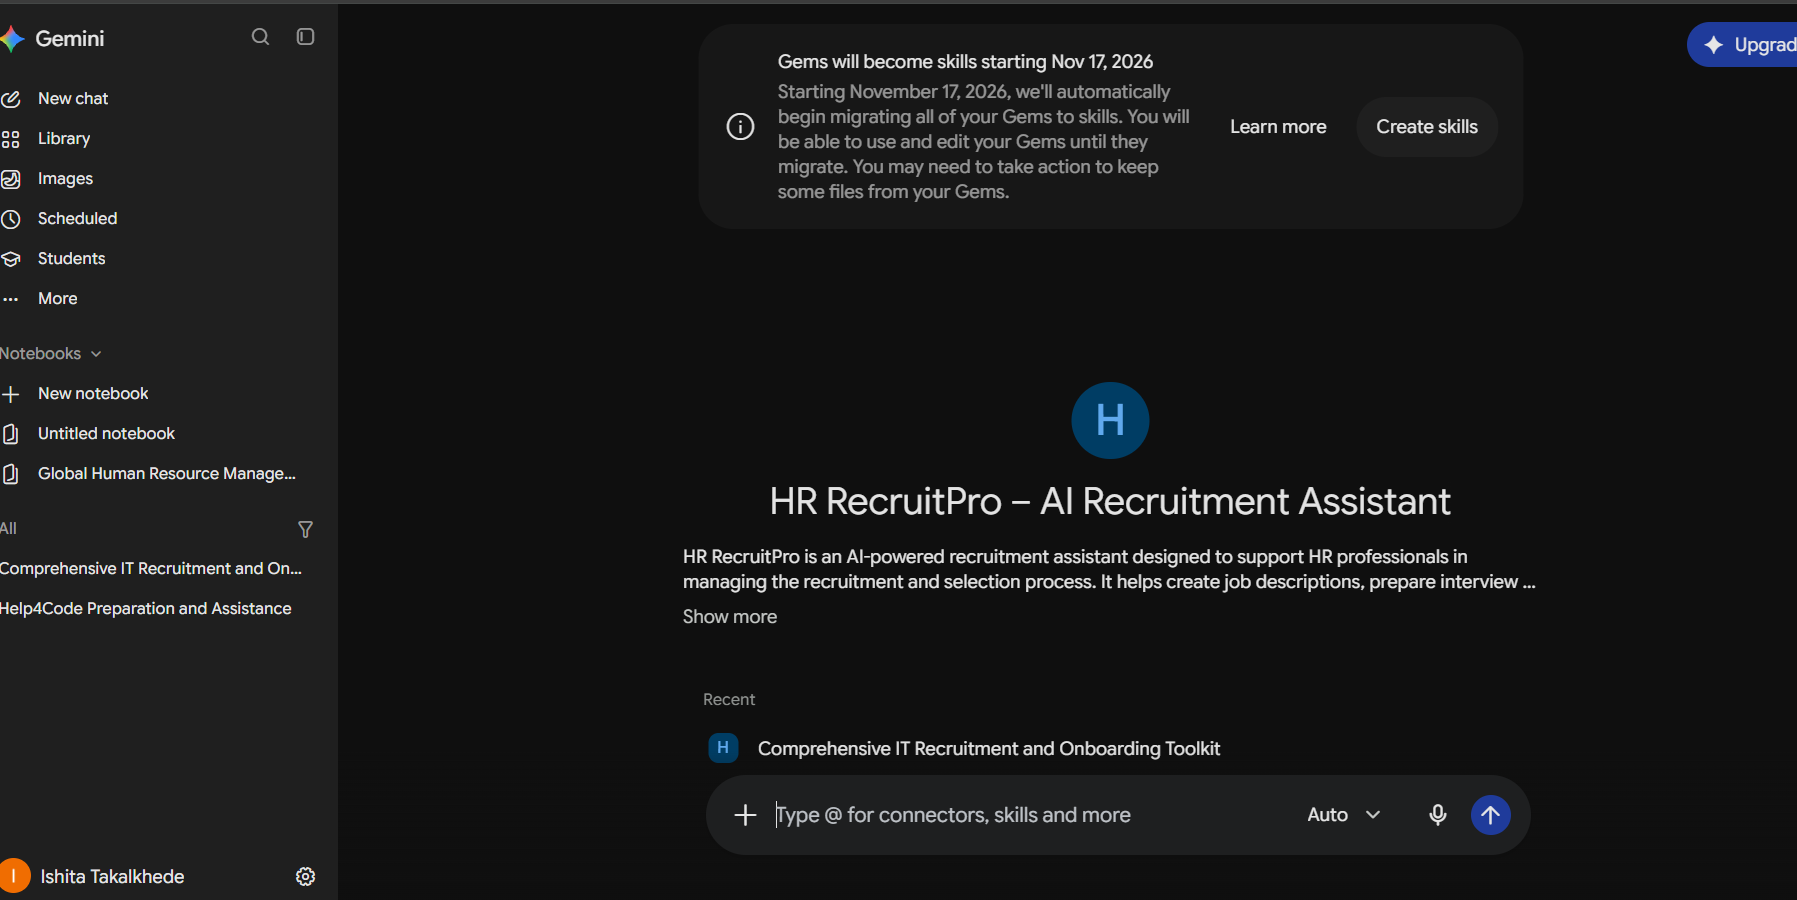 Gemini
New chat
Library
Images
Scheduled
Students
More
Notebooks
New notebook
Untitled notebook
Global Human Resource Manage...
All
Comprehensive IT Recruitment and On...
Help4Code Preparation and Assistance
I
Ishita Takalkhede
Gems will become skills starting Nov 17, 2026
Starting November 17, 2026, we'll automatically
begin migrating all of your Gems to skills. You will
be able to use and edit your Gems until they
migrate. You may need to take action to keep
some files from your Gems.
Learn more
Create skills
Upgrad
H
HR RecruitPro – AI Recruitment Assistant
HR RecruitPro is an AI-powered recruitment assistant designed to support HR professionals in
managing the recruitment and selection process. It helps create job descriptions, prepare interview ...
Show more
Recent
H Comprehensive IT Recruitment and Onboarding Toolkit
Type @ for connectors, skills and more
Auto